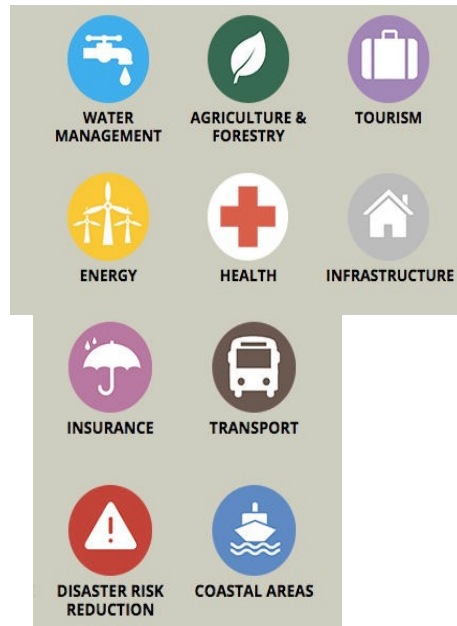 WATER
MANAGEMENT
AGRICULTURE &
FORESTRY
TOURISM
ENERGY
HEALTH
INFRASTRUCTURE
INSURANCE
TRANSPORT
DISASTER RISK
REDUCTION
COASTAL AREAS